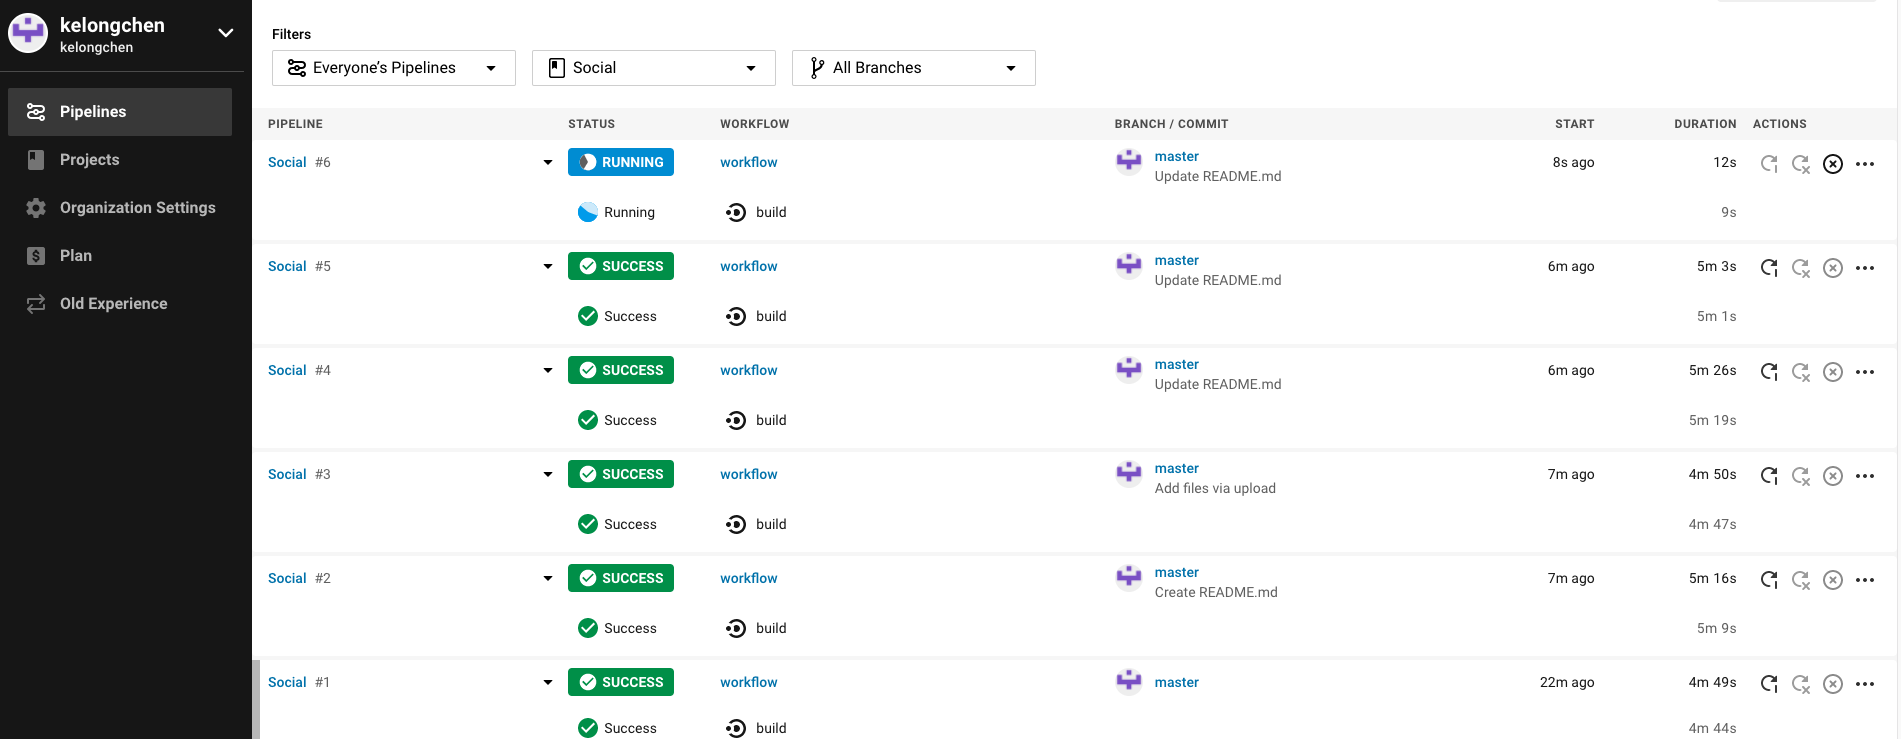 kelongchen
kelongchen
Pipelines
Projects
Organization Settings
Plan
Old Experience
Filters
Everyone’s Pipelines Social All Branches
PIPELINE STATUS WORKFLOW BRANCH / COMMIT START DURATION ACTIONS
Social #6 RUNNING workflow master 8s ago 12s
Update README.md
Running build 9s
Social #5 SUCCESS workflow master 6m ago 5m 3s
Update README.md
Success build 5m 1s
Social #4 SUCCESS workflow master 6m ago 5m 26s
Update README.md
Success build 5m 19s
Social #3 SUCCESS workflow master 7m ago 4m 50s
Add files via upload
Success build 4m 47s
Social #2 SUCCESS workflow master 7m ago 5m 16s
Create README.md
Success build 5m 9s
Social #1 SUCCESS workflow master 22m ago 4m 49s
Success build 4m 44s